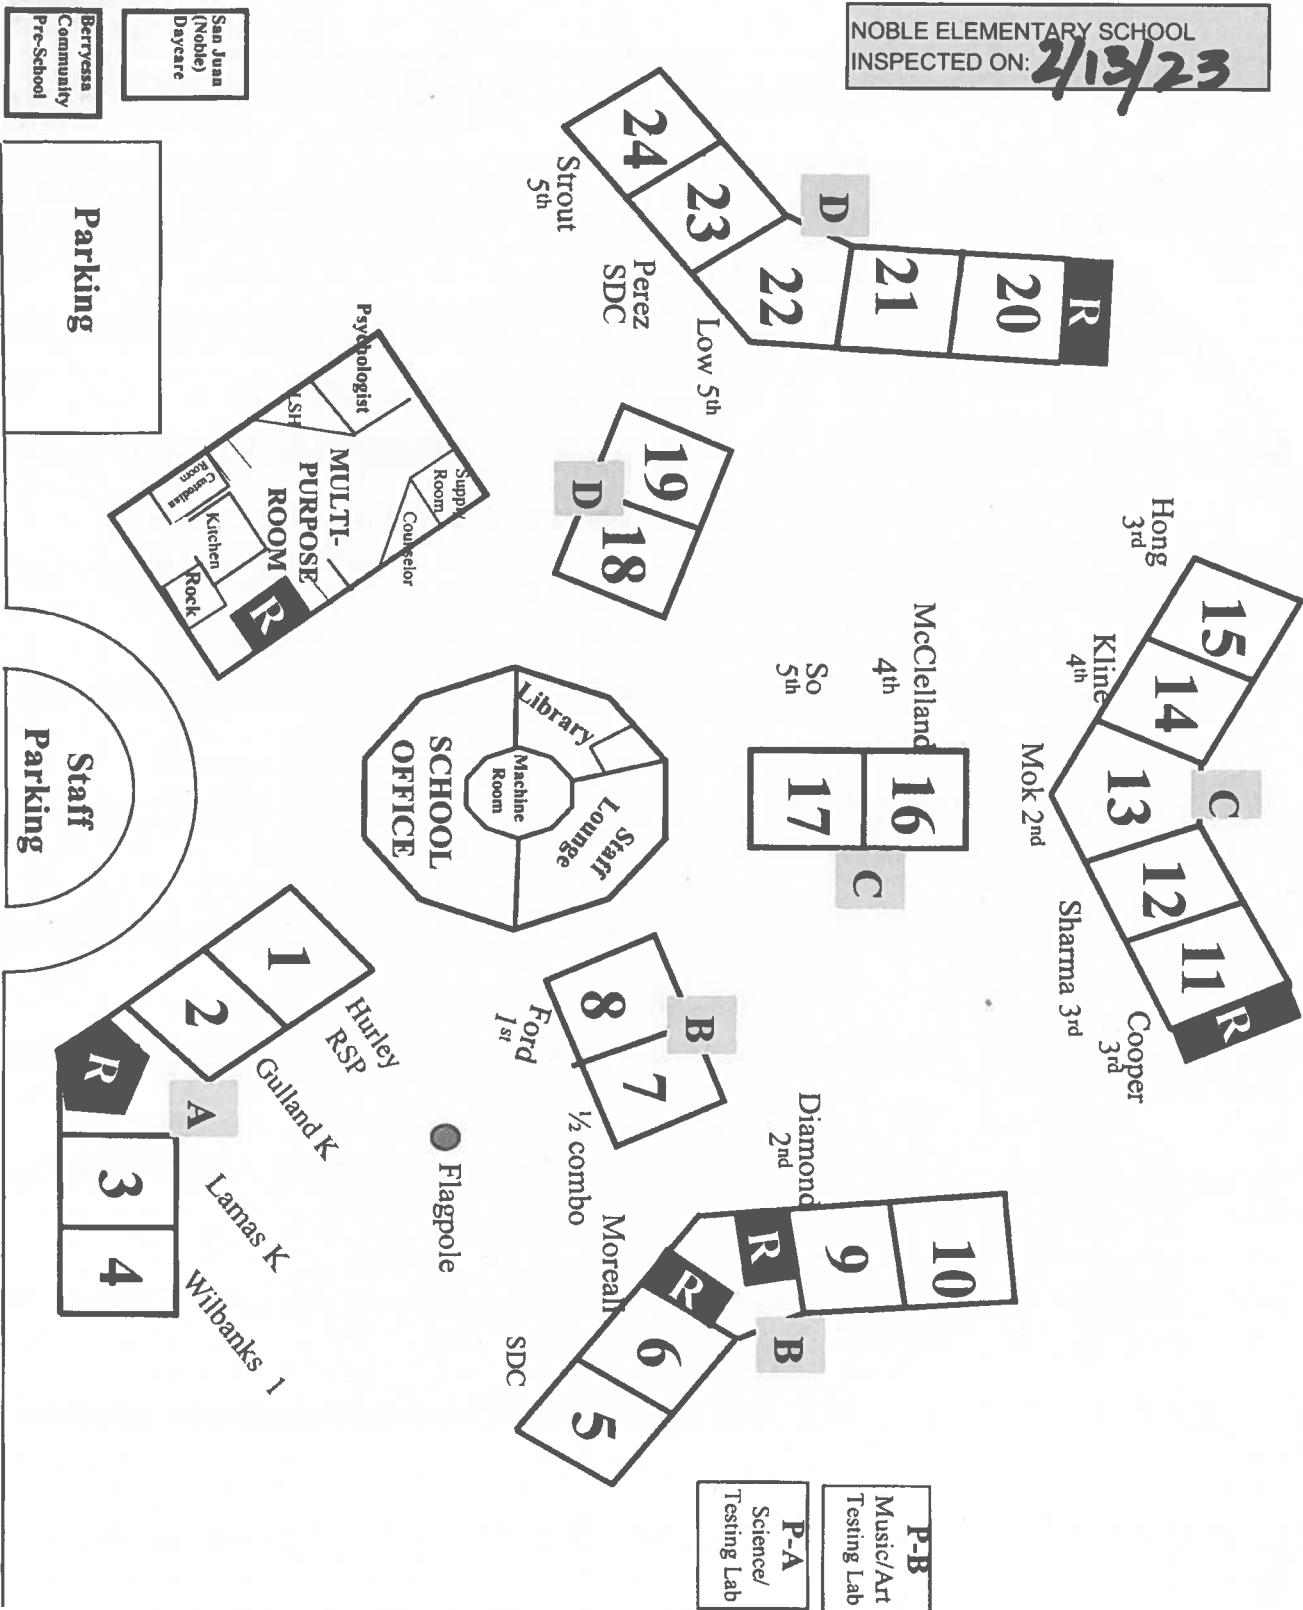 NOBLE ELEMENTARY SCHOOL
INSPECTED ON: 2/13/23
San Juan
(Noble)
Daycare
Berryessa
Community
Pre-School
Parking
24
23
22
21
20
R
D
Strout
5th
Perez
SDC
Low 5th
Psychologist
LSH
MULTI-
PURPOSE
ROOM
Supply
Room
Counselor
Custodian
Room
Kitchen
Rock
R
19
18
D
Hong
3rd
Kline
4th
Mok 2nd
Sharma 3rd
Cooper
3rd
15
14
13
12
11
R
C
McClelland
4th
So
5th
16
17
C
Library
Machine
Room
Staff
Lounge
SCHOOL
OFFICE
Staff
Parking
1
2
R
A
3
4
Hurley
RSP
Gulland K
Lamas K
Wilbanks 1
8
7
B
Ford
1st
½ combo
Flagpole
Diamond
2nd
Moreali
SDC
10
9
R
R
6
5
B
P-B
Music/Art
Testing Lab
P-A
Science/
Testing Lab